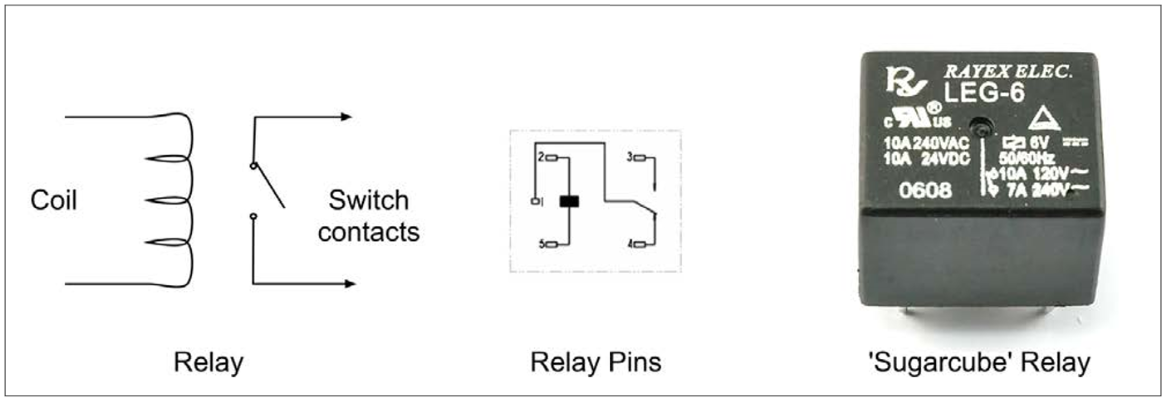 Coil
Switch
contacts
Relay
2
3
1
5
4
Relay Pins
RAYEX ELEC.
LEG-6
C US ®
10A 240VAC 6V
10A 24VDC 50/60Hz
10A 120V~
0608 7A 240V~
'Sugarcube' Relay